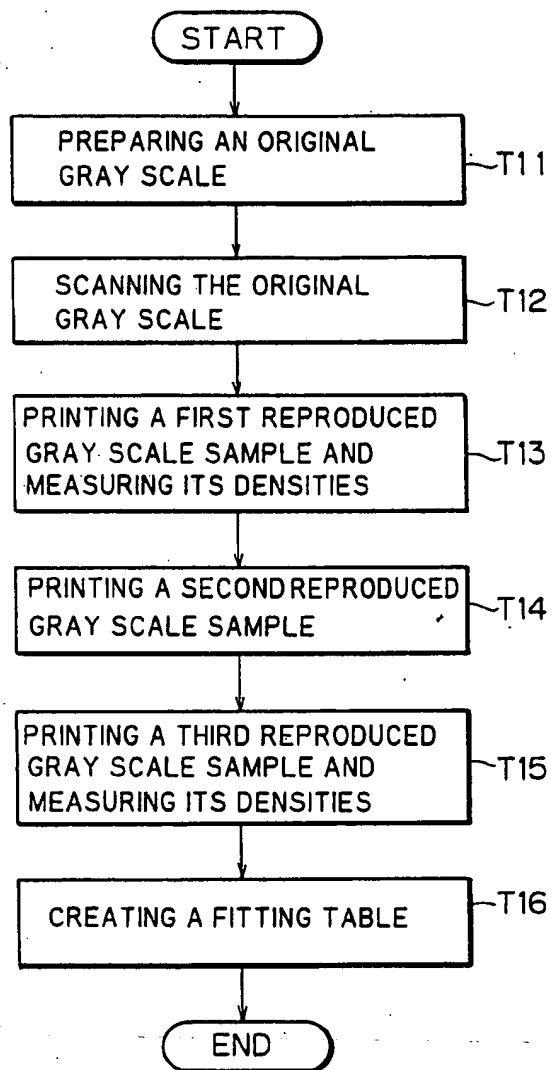 START
PREPARING AN ORIGINAL
GRAY SCALE
T11
SCANNING THE ORIGINAL
GRAY SCALE
T12
PRINTING A FIRST REPRODUCED
GRAY SCALE SAMPLE AND
MEASURING ITS DENSITIES
T13
PRINTING A SECOND REPRODUCED
GRAY SCALE SAMPLE
T14
PRINTING A THIRD REPRODUCED
GRAY SCALE SAMPLE AND
MEASURING ITS DENSITIES
T15
CREATING A FITTING TABLE
T16
END